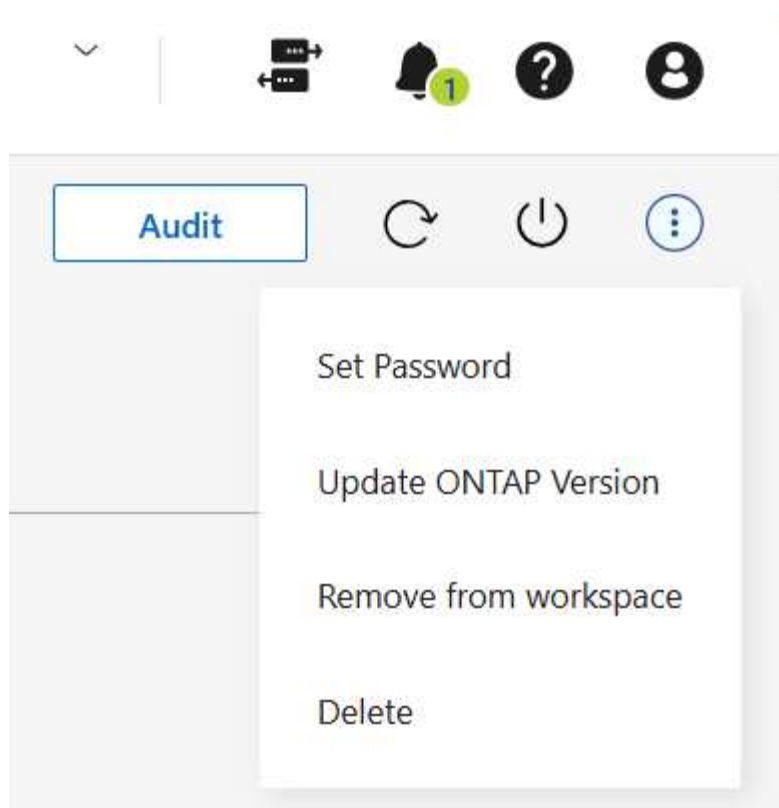 1
Audit
Set Password
Update ONTAP Version
Remove from workspace
Delete